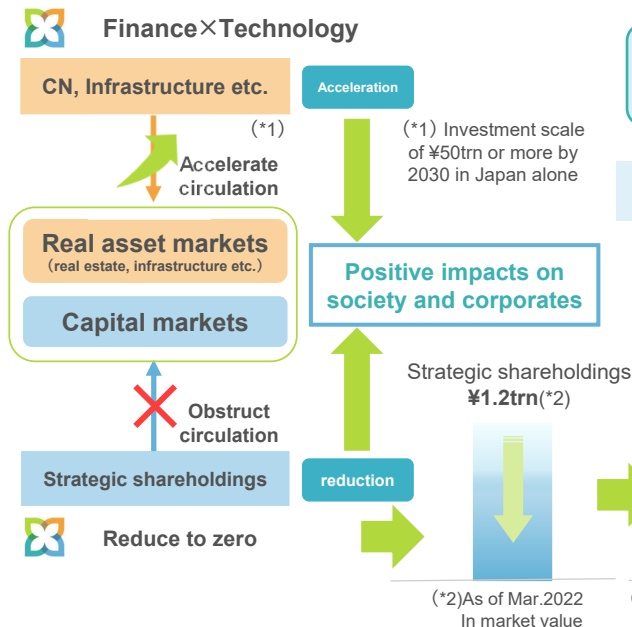 Finance×Technology
CN, Infrastructure etc.
Acceleration
(*1)
Accelerate
circulation
(*1) Investment scale
of ¥50trn or more by
2030 in Japan alone
Real asset markets
(real estate, infrastructure etc.)
Capital markets
Positive impacts on
society and corporates
Obstruct
circulation
Strategic shareholdings
¥1.2trn(*2)
Strategic shareholdings
reduction
Reduce to zero
(*2)As of Mar.2022
In market value